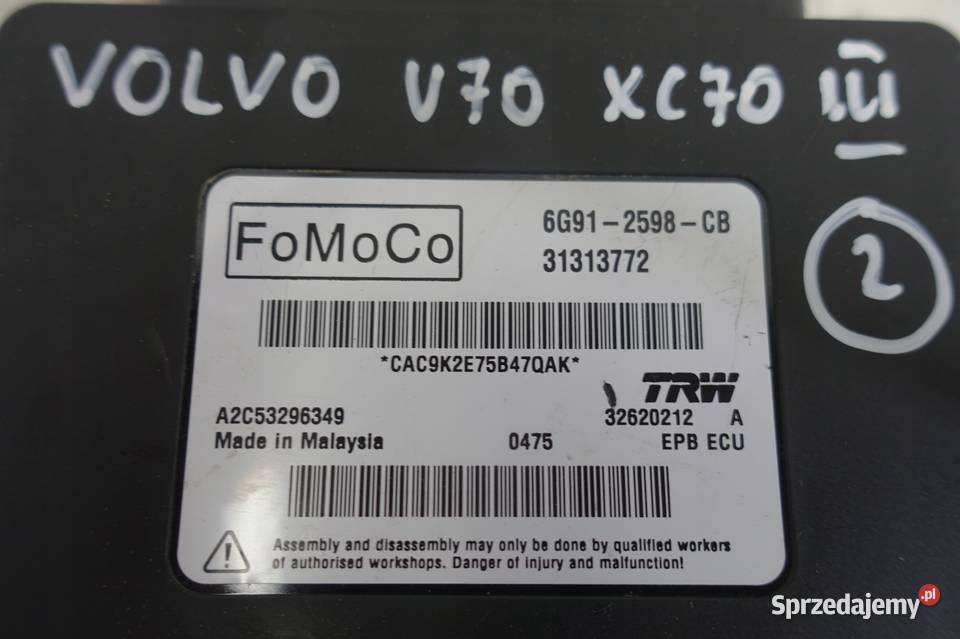 VOLVO V70 XC70 III
2
FoMoCo
6G91-2598-CB
31313772
*CAC9K2E75B47QAK*
TRW
A2C53296349
32620212 A
Made in Malaysia 0475 EPB ECU
Assembly and disassembly may only be done by qualified workers
of authorised workshops. Danger of injury and malfunction!
Sprzedajemy.pl